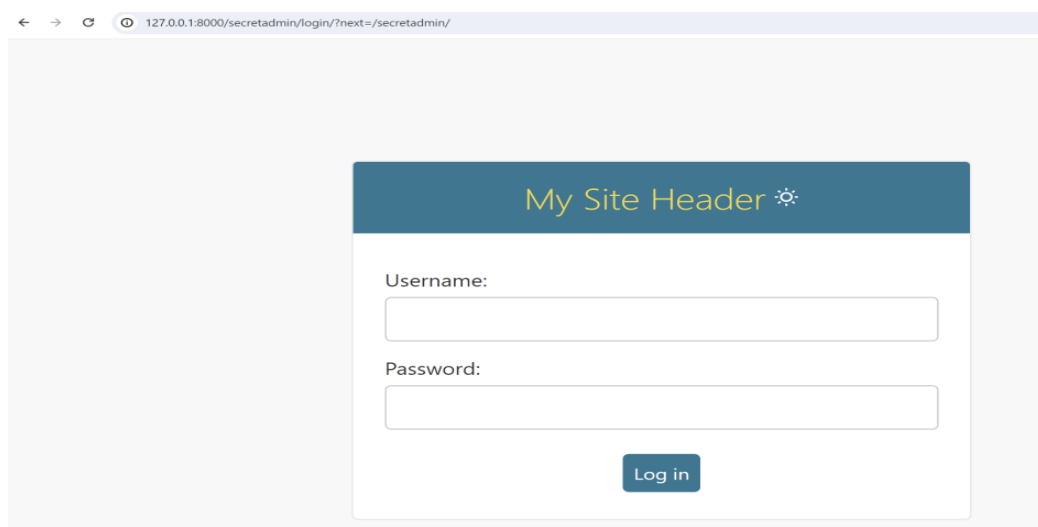 127.0.0.1:8000/secretadmin/login/?next=/secretadmin/
My Site Header
Username:
Password:
Log in